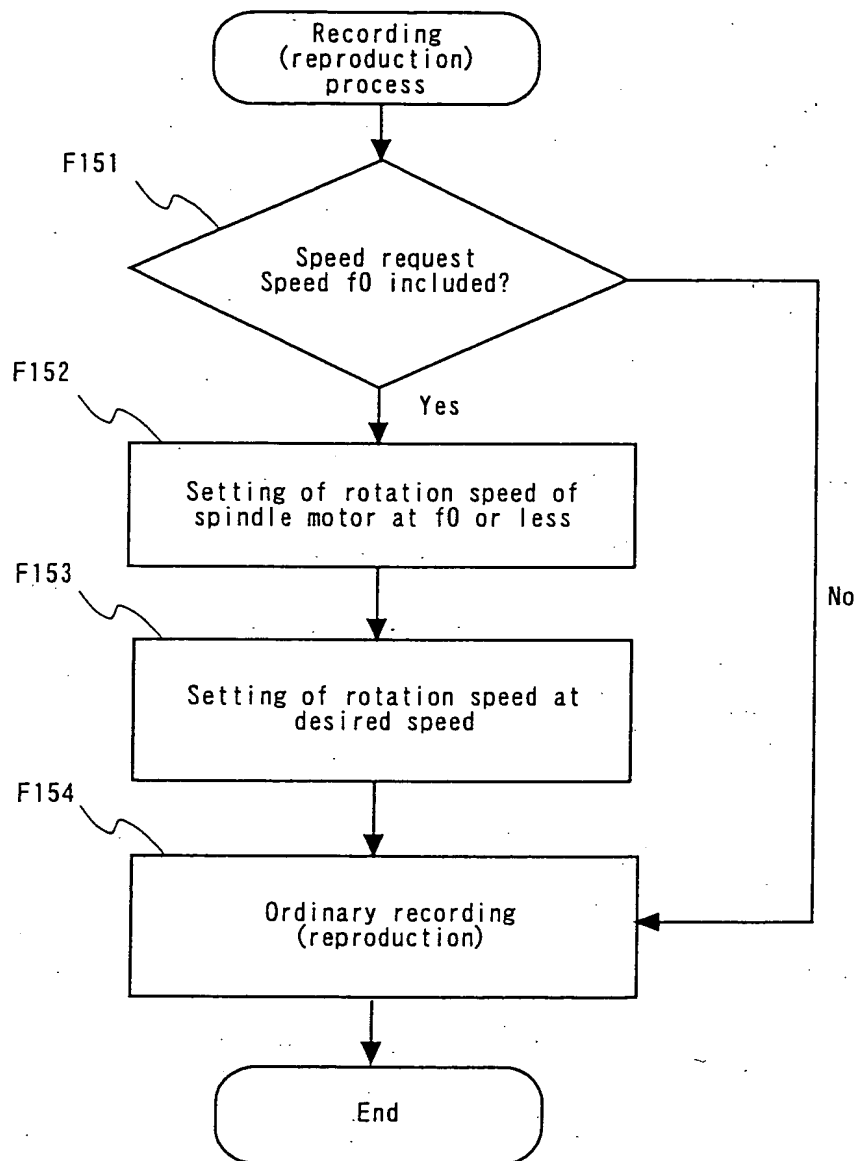 Recording
(reproduction)
process
F151
Speed request
Speed f0 included?
F152
Yes
Setting of rotation speed of
spindle motor at f0 or less
F153
No
Setting of rotation speed at
desired speed
F154
Ordinary recording
(reproduction)
End